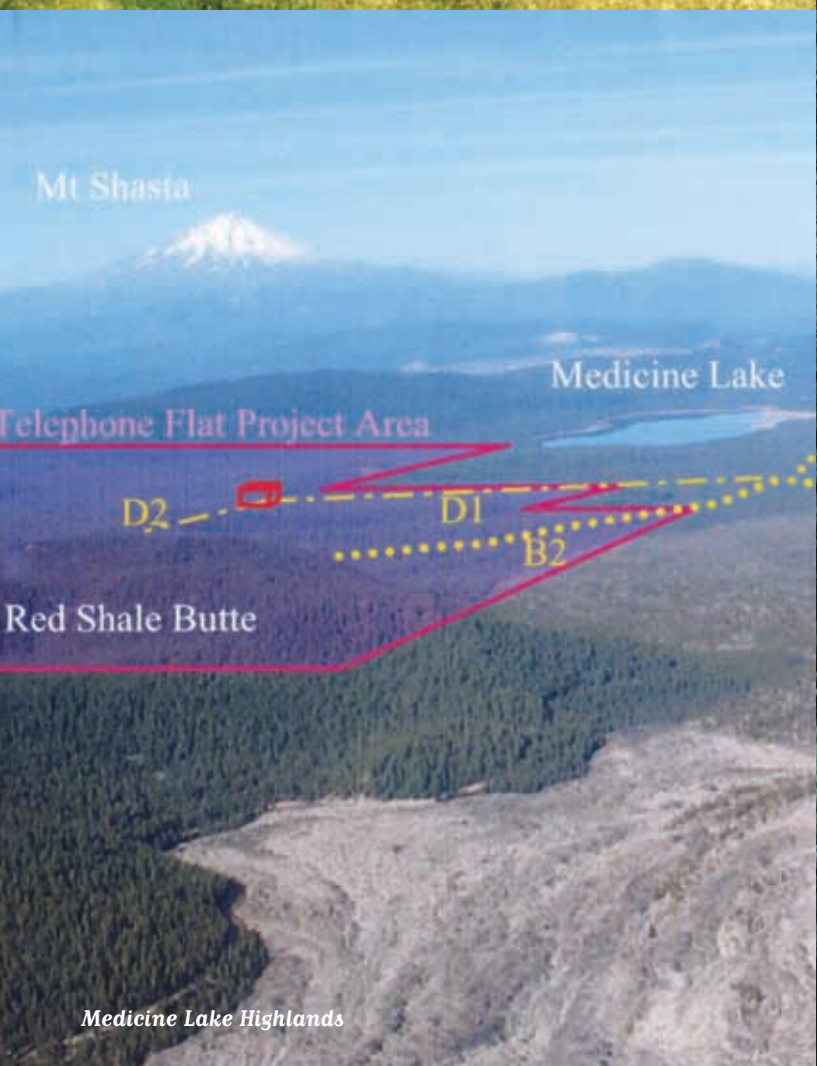 Mt Shasta
Medicine Lake
Telephone Flat Project Area
D2
D1
B2
Red Shale Butte
Medicine Lake Highlands